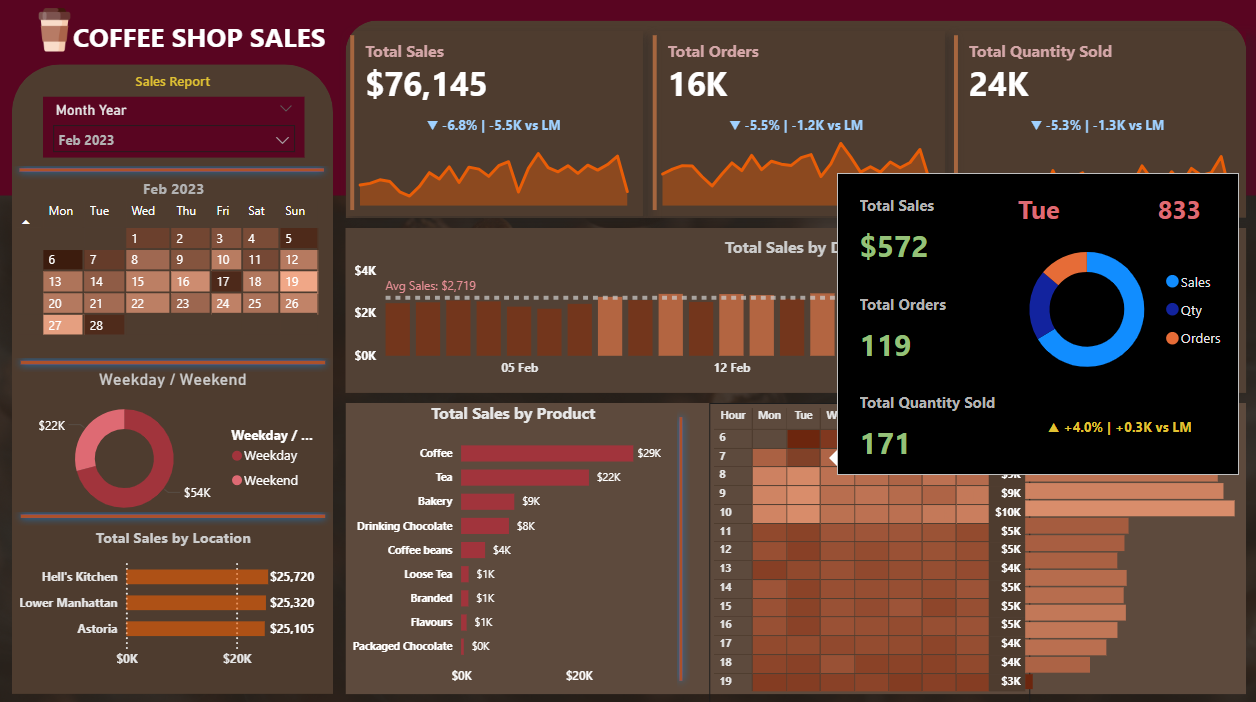 COFFEE SHOP SALES
Sales Report
Month Year
Feb 2023
Feb 2023
Mon Tue Wed Thu Fri Sat Sun
1 2 3 4 5
6 7 8 9 10 11 12
13 14 15 16 17 18 19
20 21 22 23 24 25 26
27 28
Weekday / Weekend
$22K
$54K
Weekday / ...
Weekday
Weekend
Total Sales by Location
Hell's Kitchen $25,720
Lower Manhattan $25,320
Astoria $25,105
$0K $20K
Total Sales
$76,145
▼ -6.8% | -5.5K vs LM
Total Orders
16K
▼ -5.5% | -1.2K vs LM
Total Quantity Sold
24K
▼ -5.3% | -1.3K vs LM
Total Sales by D
$4K
Avg Sales: $2,719
$2K
$0K
05 Feb 12 Feb
Total Sales by Product
Coffee $29K
Tea $22K
Bakery $9K
Drinking Chocolate $8K
Coffee beans $4K
Loose Tea $1K
Branded $1K
Flavours $1K
Packaged Chocolate $0K
$0K $20K
Hour Mon Tue
6
7
8
9 $9K
10 $10K
11 $5K
12 $5K
13 $4K
14 $5K
15 $5K
16 $5K
17 $4K
18 $4K
19 $3K
Total Sales
$572
Total Orders
119
Total Quantity Sold
171
Tue 833
Sales
Qty
Orders
▲ +4.0% | +0.3K vs LM